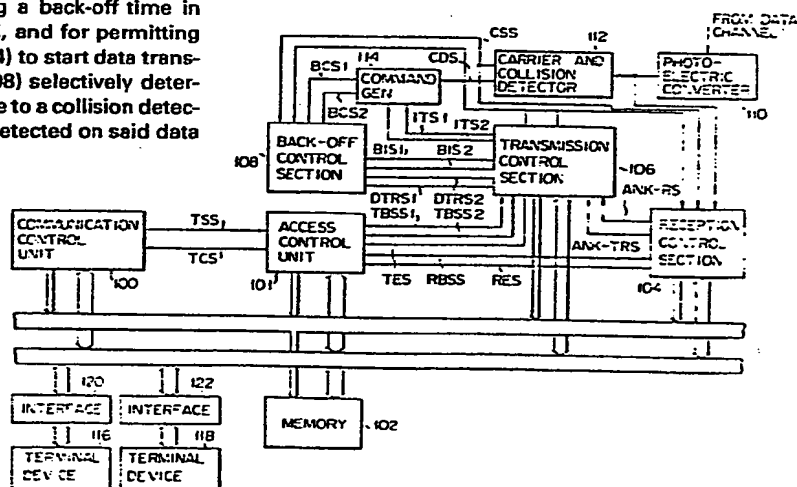 g a back-off time in
, and for permitting
4) to start data trans-
08) selectively deter-
e to a collision detec-
etected on said data
FROM DATA
CHANNEL
CSS
114
CDS
112
BCS1
COMMAND
GEN
CARRIER AND
COLLISION
DETECTOR
PHOTO-
ELECTRIC
CONVERTER
110
BCS2
ITS1
ITS2
108
BACK-OFF
CONTROL
SECTION
BIS1,
BIS2
TRANSMISSION
CONTROL
SECTION
106
DTRS1
DTRS2
TBSS1,
TBSS2
ANK-RS
ANK-TRS
COMMUNICATION
CONTROL
UNIT
100
TSS,
TCS
ACCESS
CONTROL
UNIT
101
TES
RBSS
RES
RECEPTION
CONTROL
SECTION
104
120
122
INTERFACE
INTERFACE
MEMORY
102
116
118
TERMINAL
DEVICE
TERMINAL
DEVICE